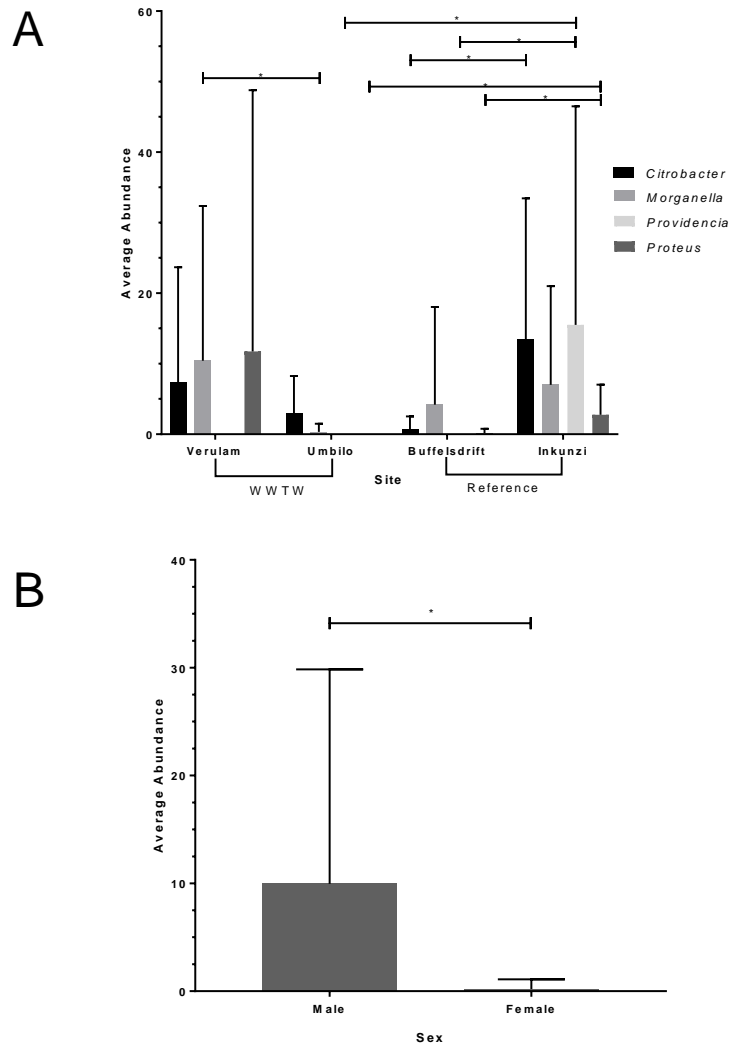 A
60
40
20
0
Average Abundance
*
*
*
*
*
*
Citrobacter
Morganella
Providencia
Proteus
Verulam Umbilo Buffelsdrift Inkunzi
Site
WWTW Reference
B
40
30
20
10
0
Average Abundance
*
Male Female
Sex